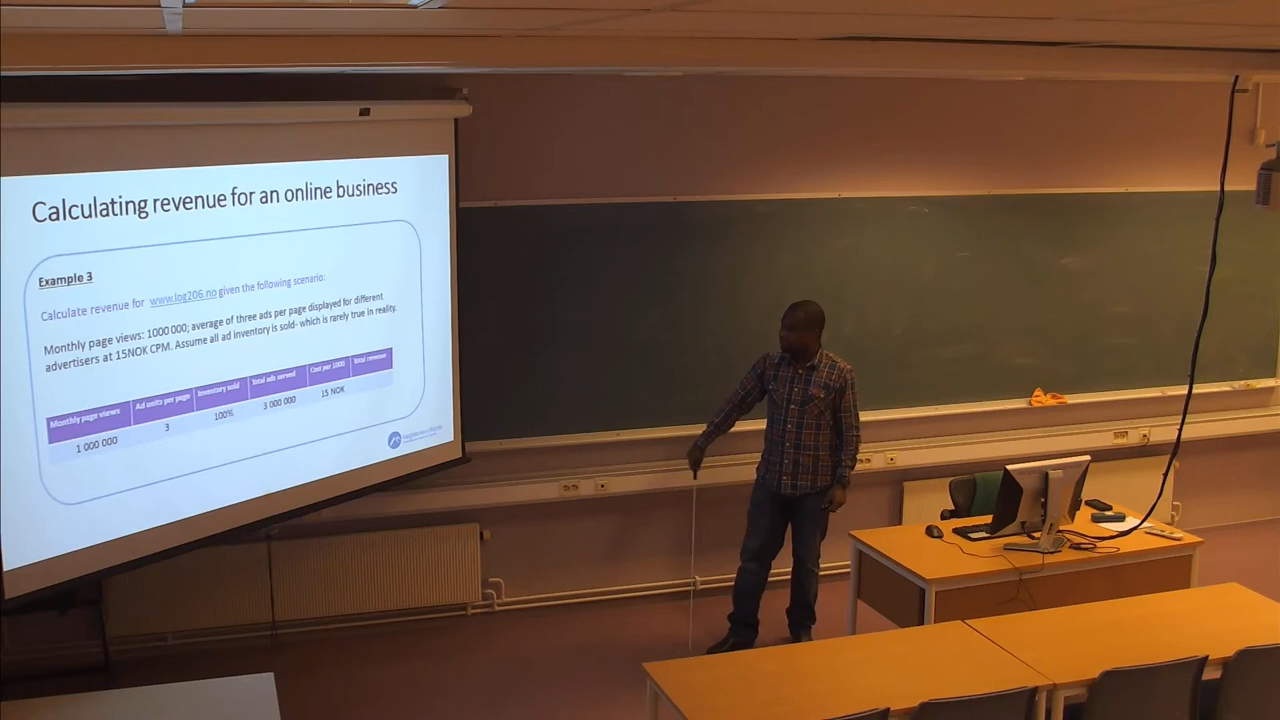 Calculating revenue for an online business
Example 3
Calculate revenue for www.log206.no given the following scenario:
Monthly page views: 1000 000; average of three ads per page displayed for different
advertisers at 15NOK CPM. Assume all ad inventory is sold- which is rarely true in reality.
Monthly page views Ad units per page Inventory sold Total ads served Cost per 1000 Total revenue
1 000 000 3 100% 3 000 000 15 NOK